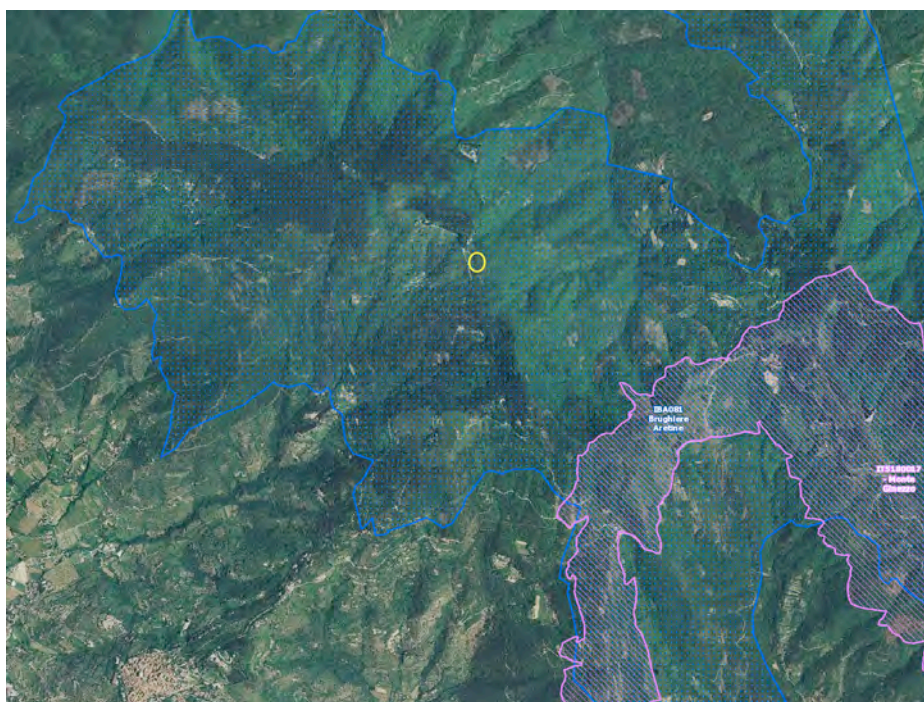 IBA081
Brughiere
Aretine
IT5180017
- Monte
Ginezzo